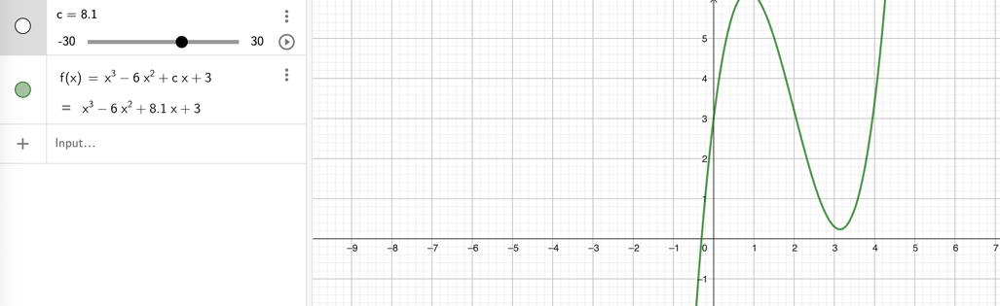 c = 8.1
-30 30
f(x) = x³ − 6 x² + c x + 3
= x³ − 6 x² + 8.1 x + 3
+ Input...
5
4
3
2
1
−9 −8 −7 −6 −5 −4 −3 −2 −1 0 1 2 3 4 5 6 7
−1